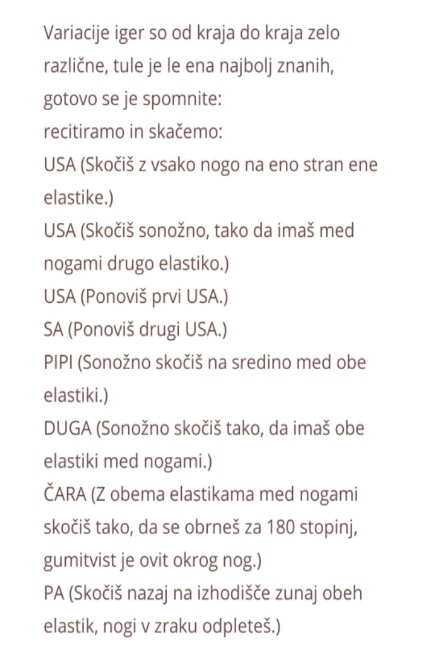 Variacije iger so od kraja do kraja zelo
različne, tule je le ena najbolj znanih,
gotovo se je spomnite:
recitiramo in skačemo:
USA (Skočiš z vsako nogo na eno stran ene
elastike.)
USA (Skočiš sonožno, tako da imaš med
nogami drugo elastiko.)
USA (Ponoviš prvi USA.)
SA (Ponoviš drugi USA.)
PIPI (Sonožno skočiš na sredino med obe
elastiki.)
DUGA (Sonožno skočiš tako, da imaš obe
elastiki med nogami.)
ČARA (Z obema elastikama med nogami
skočiš tako, da se obrneš za 180 stopinj,
gumitvist je ovit okrog nog.)
PA (Skočiš nazaj na izhodišče zunaj obeh
elastik, nogi v zraku odpleteš.)